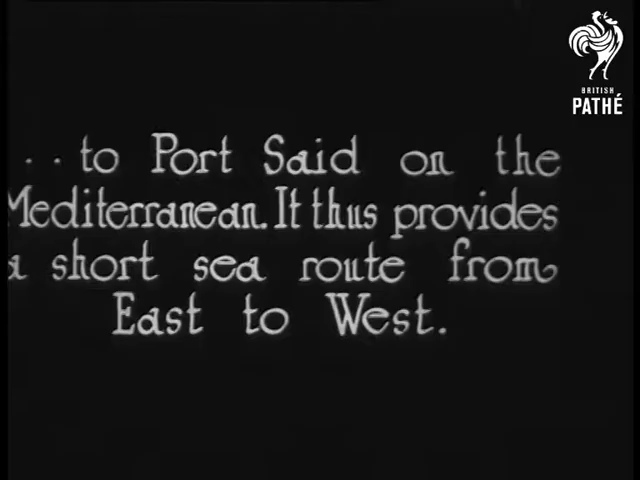 BRITISH
PATHÉ
. . to Port Said on the
Mediterranean. It thus provides
a short sea route from
East to West.